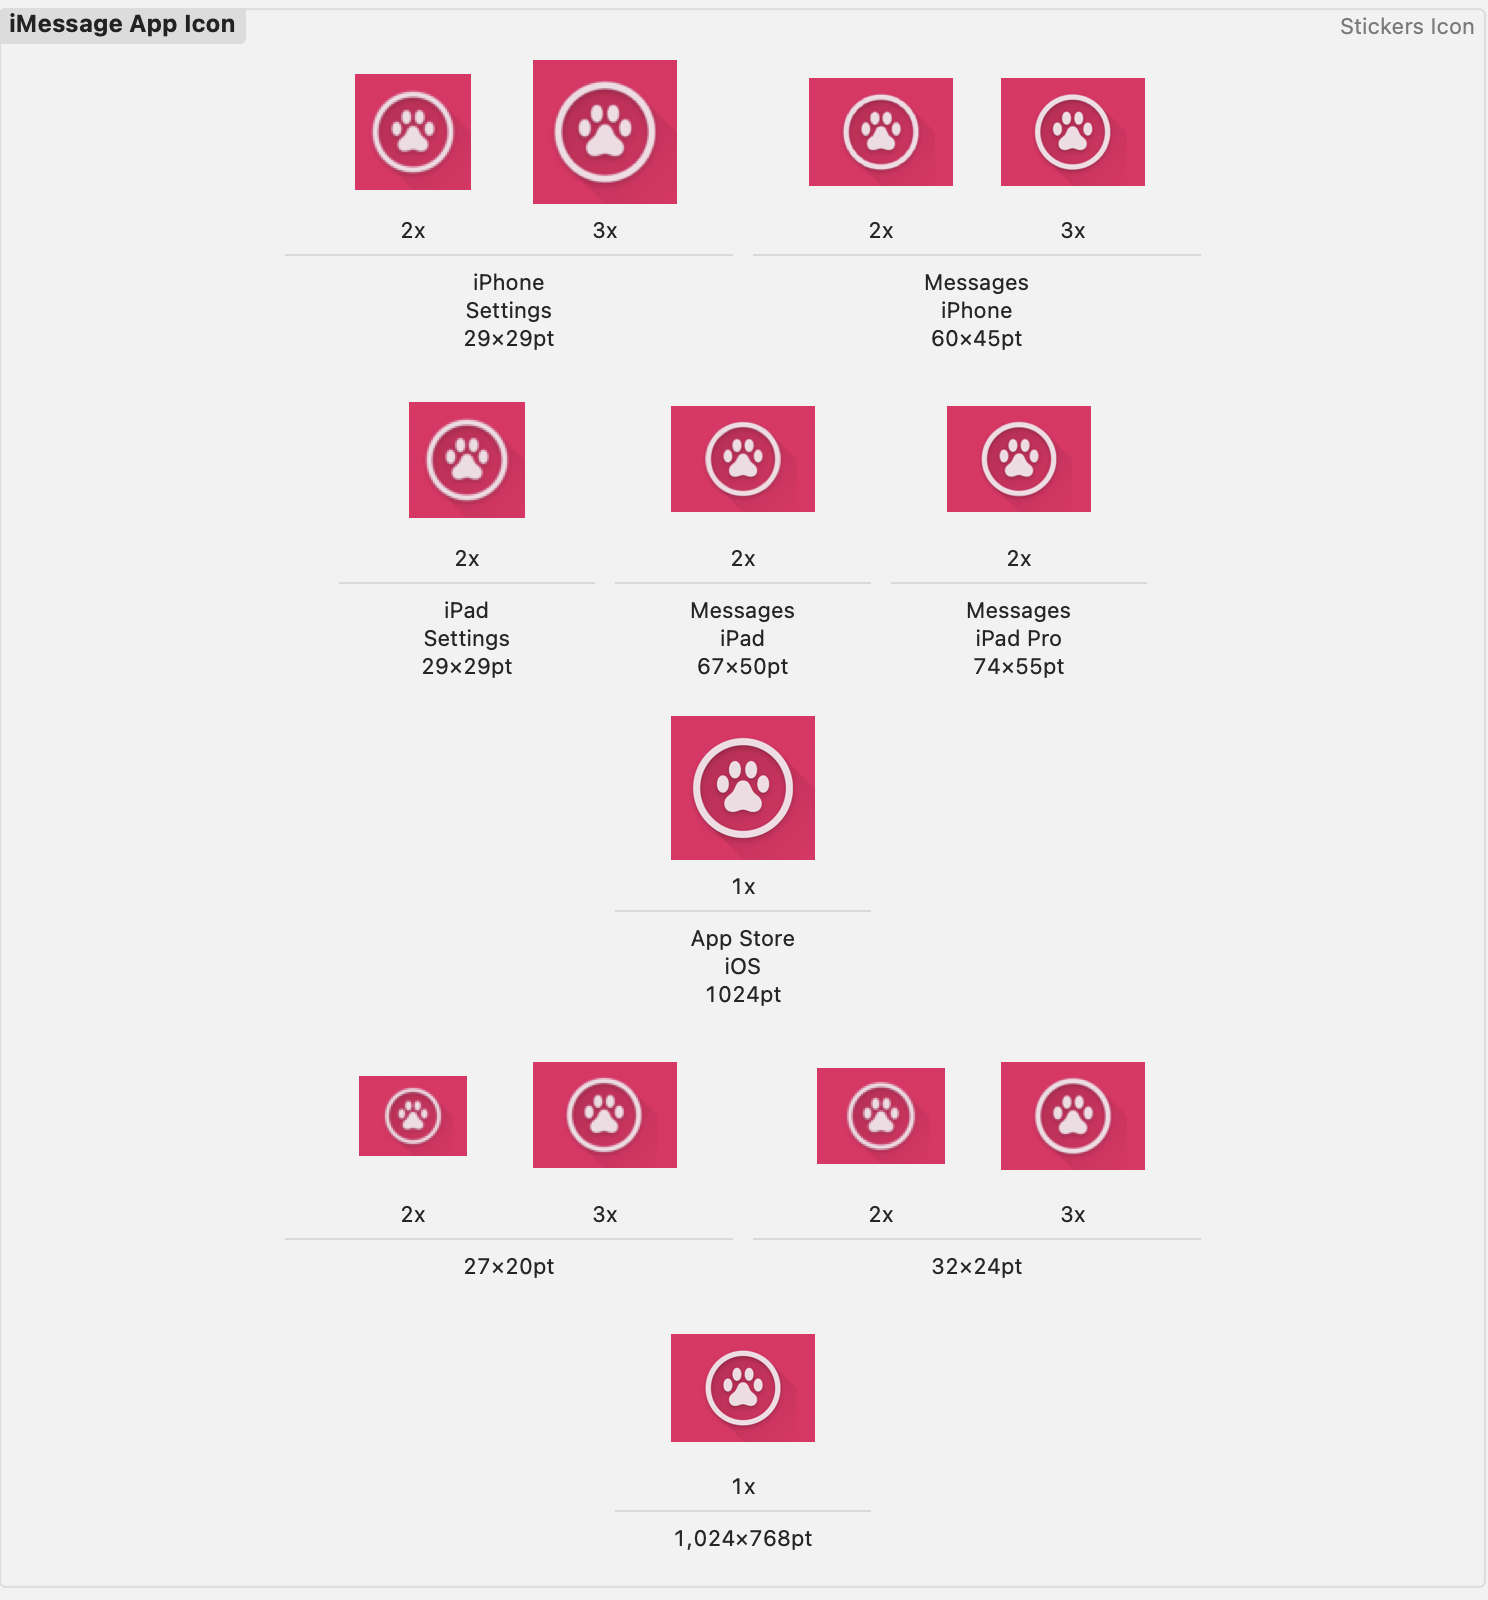 iMessage App Icon
Stickers Icon
2x
3x
2x
3x
iPhone
Settings
29×29pt
Messages
iPhone
60×45pt
2x
2x
2x
iPad
Settings
29×29pt
Messages
iPad
67×50pt
Messages
iPad Pro
74×55pt
1x
App Store
iOS
1024pt
2x
3x
2x
3x
27×20pt
32×24pt
1x
1,024×768pt